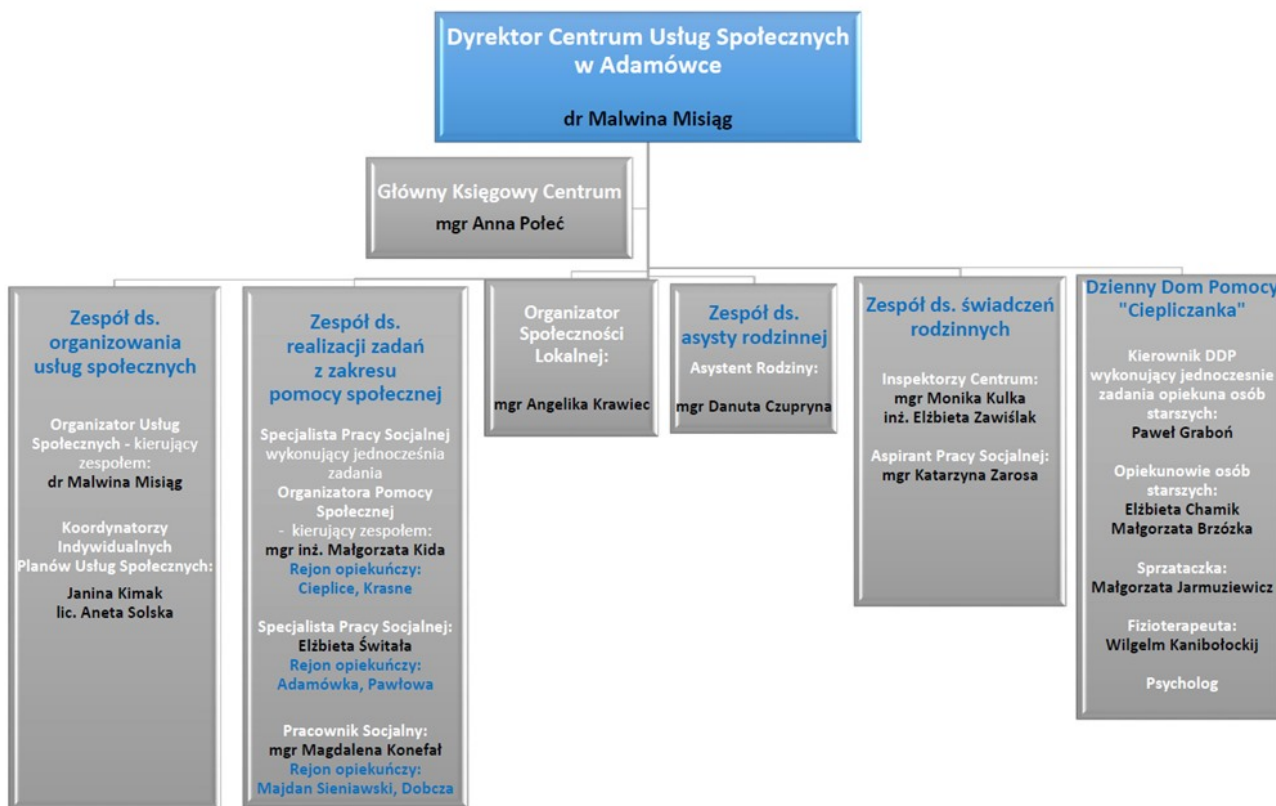 Dyrektor Centrum Usług Społecznych
w Adamówce
dr Malwina Misiąg
Główny Księgowy Centrum
mgr Anna Połeć
Zespół ds.
organizowania
usług społecznych
Organizator Usług
Społecznych - kierujący
zespołem:
dr Malwina Misiąg
Koordynatorzy
Indywidualnych
Planów Usług Społecznych:
Janina Kimak
lic. Aneta Solska
Zespół ds.
realizacji zadań
z zakresu
pomocy społecznej
Specjalista Pracy Socjalnej
wykonujący jednocześnia
zadania
Organizatora Pomocy
Społecznej
- kierujący zespołem:
mgr inż. Małgorzata Kida
Rejon opiekuńczy:
Cieplice, Krasne
Specjalista Pracy Socjalnej:
Elżbieta Świtała
Rejon opiekuńczy:
Adamówka, Pawłowa
Pracownik Socjalny:
mgr Magdalena Konefał
Rejon opiekuńczy:
Majdan Sieniawski, Dobcza
Organizator
Społeczności
Lokalnej:
mgr Angelika Krawiec
Zespół ds.
asysty rodzinnej
Asystent Rodziny:
mgr Danuta Czupryna
Zespół ds. świadczeń
rodzinnych
Inspektorzy Centrum:
mgr Monika Kulka
inż. Elżbieta Zawiślak
Aspirant Pracy Socjalnej:
mgr Katarzyna Zarosa
Dzienny Dom Pomocy
"Ciepliczanka"
Kierownik DDP
wykonujący jednoczesnie
zadania opiekuna osób
starszych:
Paweł Graboń
Opiekunowie osób
starszych:
Elżbieta Chamik
Małgorzata Brzózka
Sprzataczka:
Małgorzata Jarmuziewicz
Fizioterapeuta:
Wilgelm Kanibołockij
Psycholog